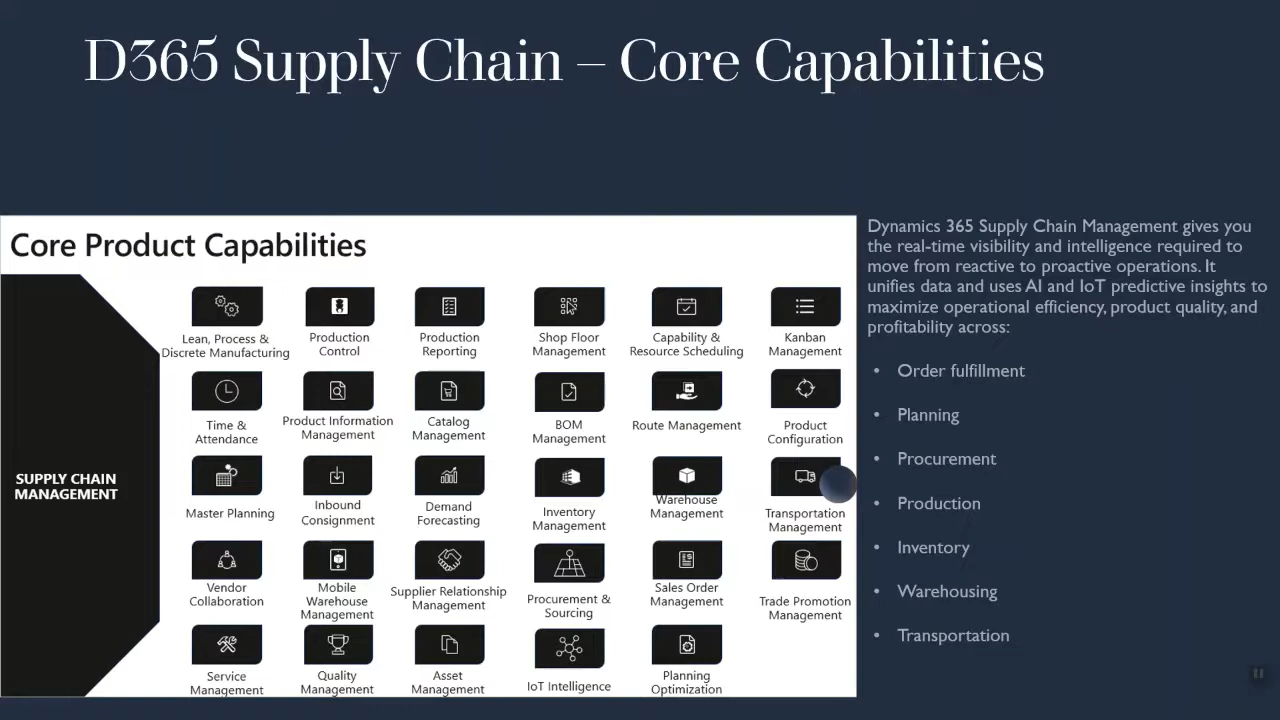 D365 Supply Chain – Core Capabilities
Core Product Capabilities
SUPPLY CHAIN
MANAGEMENT
Lean, Process &
Discrete Manufacturing
Production
Control
Production
Reporting
Shop Floor
Management
Capability &
Resource Scheduling
Kanban
Management
Time &
Attendance
Product Information
Management
Catalog
Management
BOM
Management
Route Management
Product
Configuration
Master Planning
Inbound
Consignment
Demand
Forecasting
Inventory
Management
Warehouse
Management
Transportation
Management
Vendor
Collaboration
Mobile
Warehouse
Management
Supplier Relationship
Management
Procurement &
Sourcing
Sales Order
Management
Trade Promotion
Management
Service
Management
Quality
Management
Asset
Management
IoT Intelligence
Planning
Optimization
Dynamics 365 Supply Chain Management gives you
the real-time visibility and intelligence required to
move from reactive to proactive operations. It
unifies data and uses AI and IoT predictive insights to
maximize operational efficiency, product quality, and
profitability across:
• Order fulfillment
• Planning
• Procurement
• Production
• Inventory
• Warehousing
• Transportation